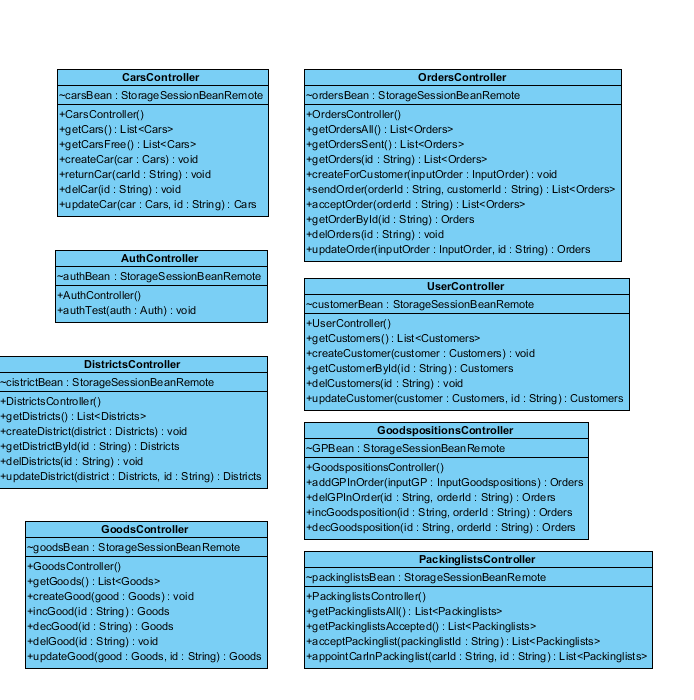 CarsController
~carsBean : StorageSessionBeanRemote
+CarsController()
+getCars() : List<Cars>
+getCarsFree() : List<Cars>
+createCar(car : Cars) : void
+returnCar(carId : String) : void
+delCar(id : String) : void
+updateCar(car : Cars, id : String) : Cars
AuthController
~authBean : StorageSessionBeanRemote
+AuthController()
+authTest(auth : Auth) : void
DistrictsController
~cistrictBean : StorageSessionBeanRemote
+DistrictsController()
+getDistricts() : List<Districts>
+createDistrict(district : Districts) : void
+getDistrictById(id : String) : Districts
+delDistricts(id : String) : void
+updateDistrict(district : Districts, id : String) : Districts
GoodsController
~goodsBean : StorageSessionBeanRemote
+GoodsController()
+getGoods() : List<Goods>
+createGood(good : Goods) : void
+incGood(id : String) : Goods
+decGood(id : String) : Goods
+delGood(id : String) : void
+updateGood(good : Goods, id : String) : Goods
OrdersController
~ordersBean : StorageSessionBeanRemote
+OrdersController()
+getOrdersAll() : List<Orders>
+getOrdersSent() : List<Orders>
+getOrders(id : String) : List<Orders>
+createForCustomer(inputOrder : InputOrder) : void
+sendOrder(orderId : String, customerId : String) : List<Orders>
+acceptOrder(orderId : String) : List<Orders>
+getOrderById(id : String) : Orders
+delOrders(id : String) : void
+updateOrder(inputOrder : InputOrder, id : String) : Orders
UserController
~customerBean : StorageSessionBeanRemote
+UserController()
+getCustomers() : List<Customers>
+createCustomer(customer : Customers) : void
+getCustomerById(id : String) : Customers
+delCustomers(id : String) : void
+updateCustomer(customer : Customers, id : String) : Customers
GoodspositionsController
~GPBean : StorageSessionBeanRemote
+GoodspositionsController()
+addGPInOrder(inputGP : InputGoodspositions) : Orders
+delGPInOrder(id : String, orderId : String) : Orders
+incGoodsposition(id : String, orderId : String) : Orders
+decGoodsposition(id : String, orderId : String) : Orders
PackinglistsController
~packinglistsBean : StorageSessionBeanRemote
+PackinglistsController()
+getPackinglistsAll() : List<Packinglists>
+getPackinglistsAccepted() : List<Packinglists>
+acceptPackinglist(packinglistId : String) : List<Packinglists>
+appointCarInPackinglist(carId : String, id : String) : List<Packinglists>